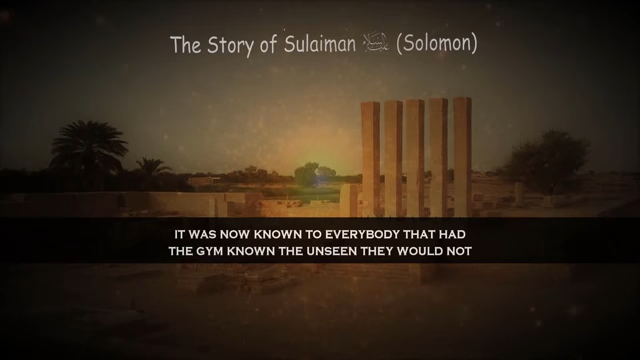 The Story of Sulaiman (Solomon)
IT WAS NOW KNOWN TO EVERYBODY THAT HAD
THE GYM KNOWN THE UNSEEN THEY WOULD NOT